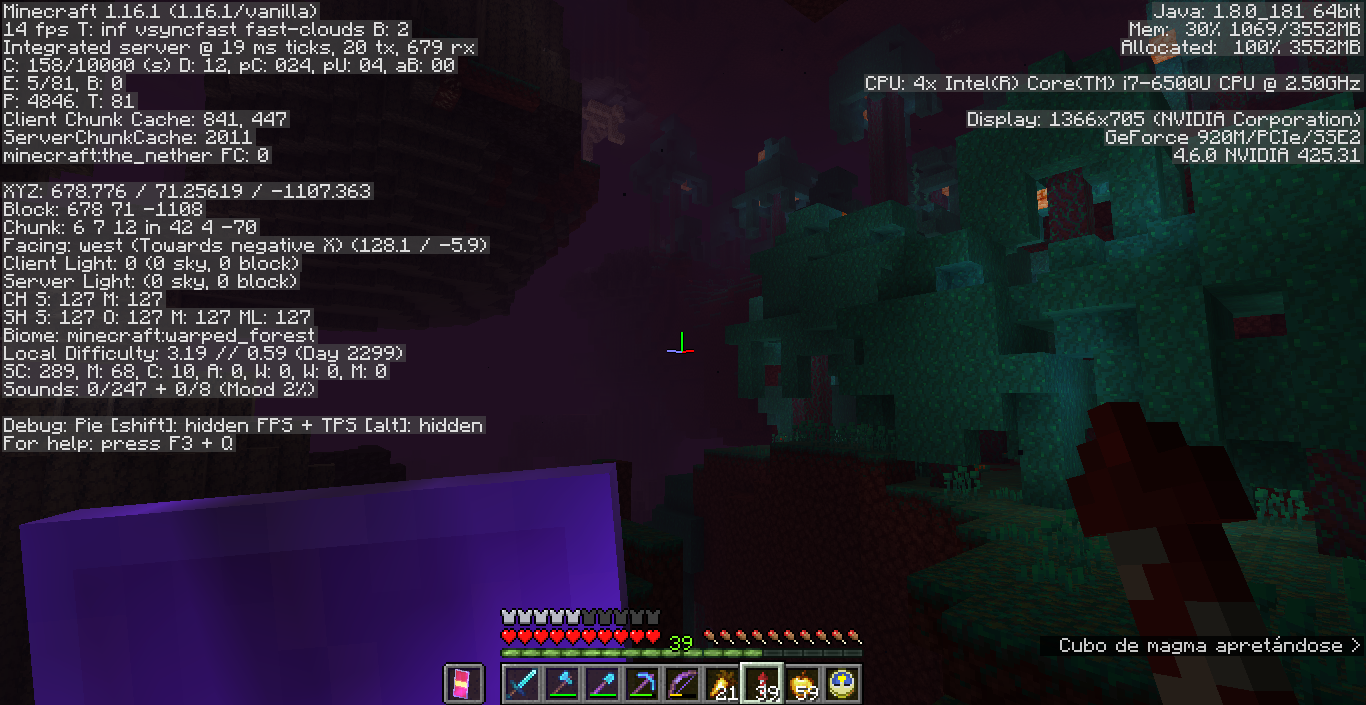 Minecraft 1.16.1 (1.16.1/vanilla)
14 fps T: inf vsyncfast fast-clouds B: 2
Integrated server @ 19 ms ticks, 20 tx, 679 rx
C: 158/10000 (s) D: 12, pC: 024, pU: 04, aB: 00
E: 5/81, B: 0
P: 4846. T: 81
Client Chunk Cache: 841, 447
ServerChunkCache: 2011
minecraft:the_nether FC: 0
XYZ: 678.776 / 71.25619 / -1107.363
Block: 678 71 -1108
Chunk: 6 7 12 in 42 4 -70
Facing: west (Towards negative X) (128.1 / -5.9)
Client Light: 0 (0 sky, 0 block)
Server Light: (0 sky, 0 block)
CH S: 127 M: 127
SH S: 127 O: 127 M: 127 ML: 127
Biome: minecraft:warped_forest
Local Difficulty: 3.19 // 0.59 (Day 2299)
SC: 289, M: 68, C: 10, A: 0, W: 0, W: 0, M: 0
Sounds: 0/247 + 0/8 (Mood 2%)
Debug: Pie [shift]: hidden FPS + TPS [alt]: hidden
For help: press F3 + Q
Java: 1.8.0_181 64bit
Mem: 30% 1069/3552MB
Allocated: 100% 3552MB
CPU: 4x Intel(R) Core(TM) i7-6500U CPU @ 2.50GHz
Display: 1366x705 (NVIDIA Corporation)
GeForce 920M/PCIe/SSE2
4.6.0 NVIDIA 425.31
Cubo de magma apretándose >
39
21 39 59